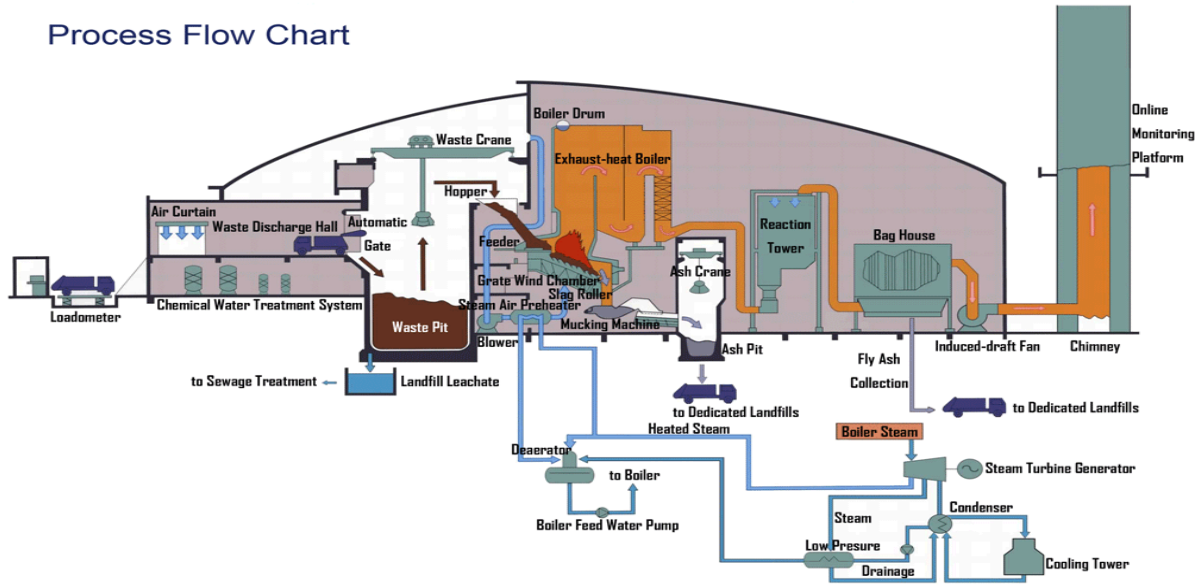 Process Flow Chart
Boiler Drum
Online
Monitoring
Platform
Waste Crane
Exhaust-heat Boiler
Hopper
Air Curtain
Waste Discharge Hall
Automatic
Gate
Reaction
Tower
Bag House
Feeder
Ash Crane
Grate Wind Chamber
Slag Roller
Chemical Water Treatment System
Steam Air Preheater
Loadometer
Waste Pit
Mucking Machine
Blower
Ash Pit
Induced-draft Fan
Chimney
Fly Ash
Collection
to Sewage Treatment
Landfill Leachate
to Dedicated Landfills
to Dedicated Landfills
Heated Steam
Boiler Steam
Deaerator
to Boiler
Steam Turbine Generator
Boiler Feed Water Pump
Steam
Condenser
Low Presure
Drainage
Cooling Tower